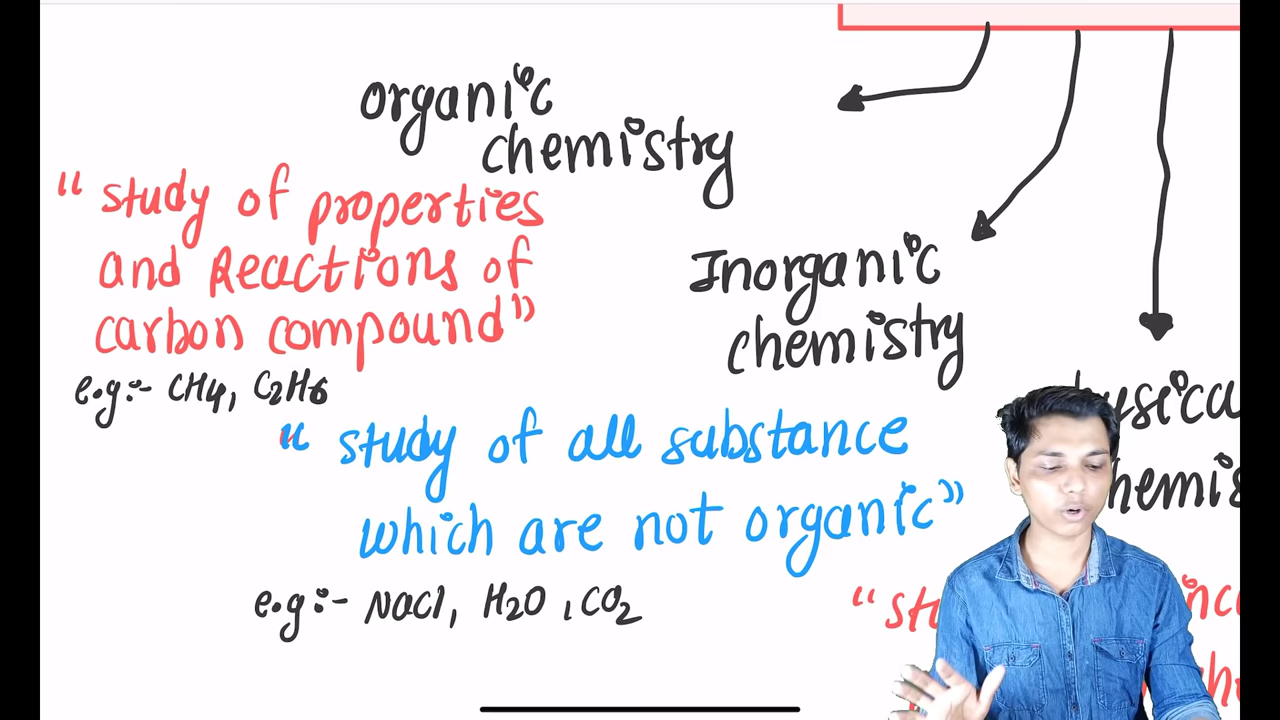 organic
chemistry
“ study of properties
and Reactions of
carbon compound”
e.g:- CH4, C2H6
Inorganic
chemistry
“ study of all substance
which are not organic”
e.g:- NaCl, H2O , CO2